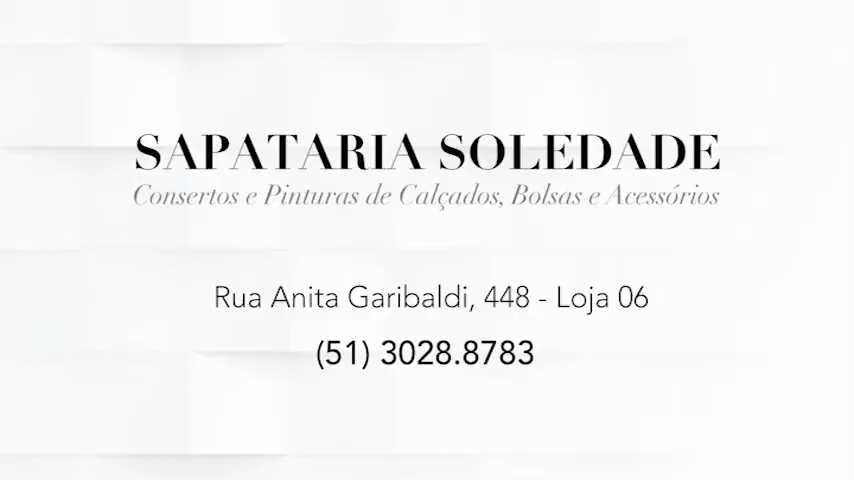 SAPATARIA SOLEDADE
Consertos e Pinturas de Calçados, Bolsas e Acessórios
Rua Anita Garibaldi, 448 - Loja 06
(51) 3028.8783